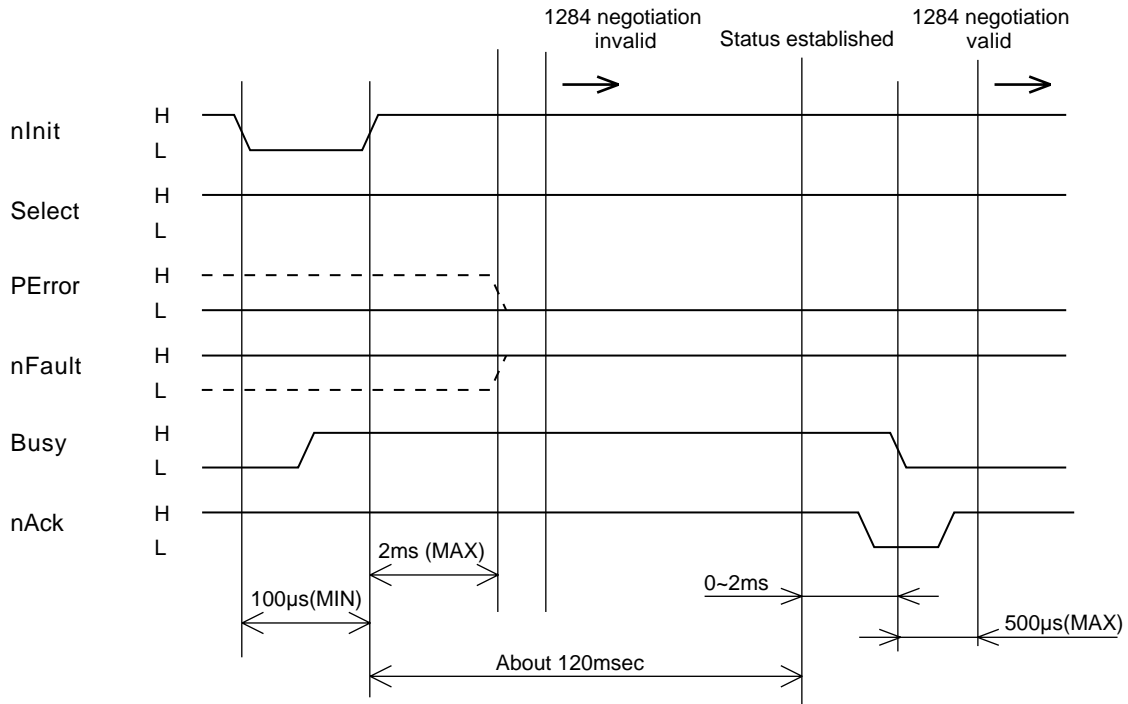 1284 negotiation
invalid
Status established
1284 negotiation
valid
nInit
H
L
Select
H
L
PError
H
L
nFault
H
L
Busy
H
L
nAck
H
L
2ms (MAX)
0~2ms
100µs(MIN)
500µs(MAX)
About 120msec